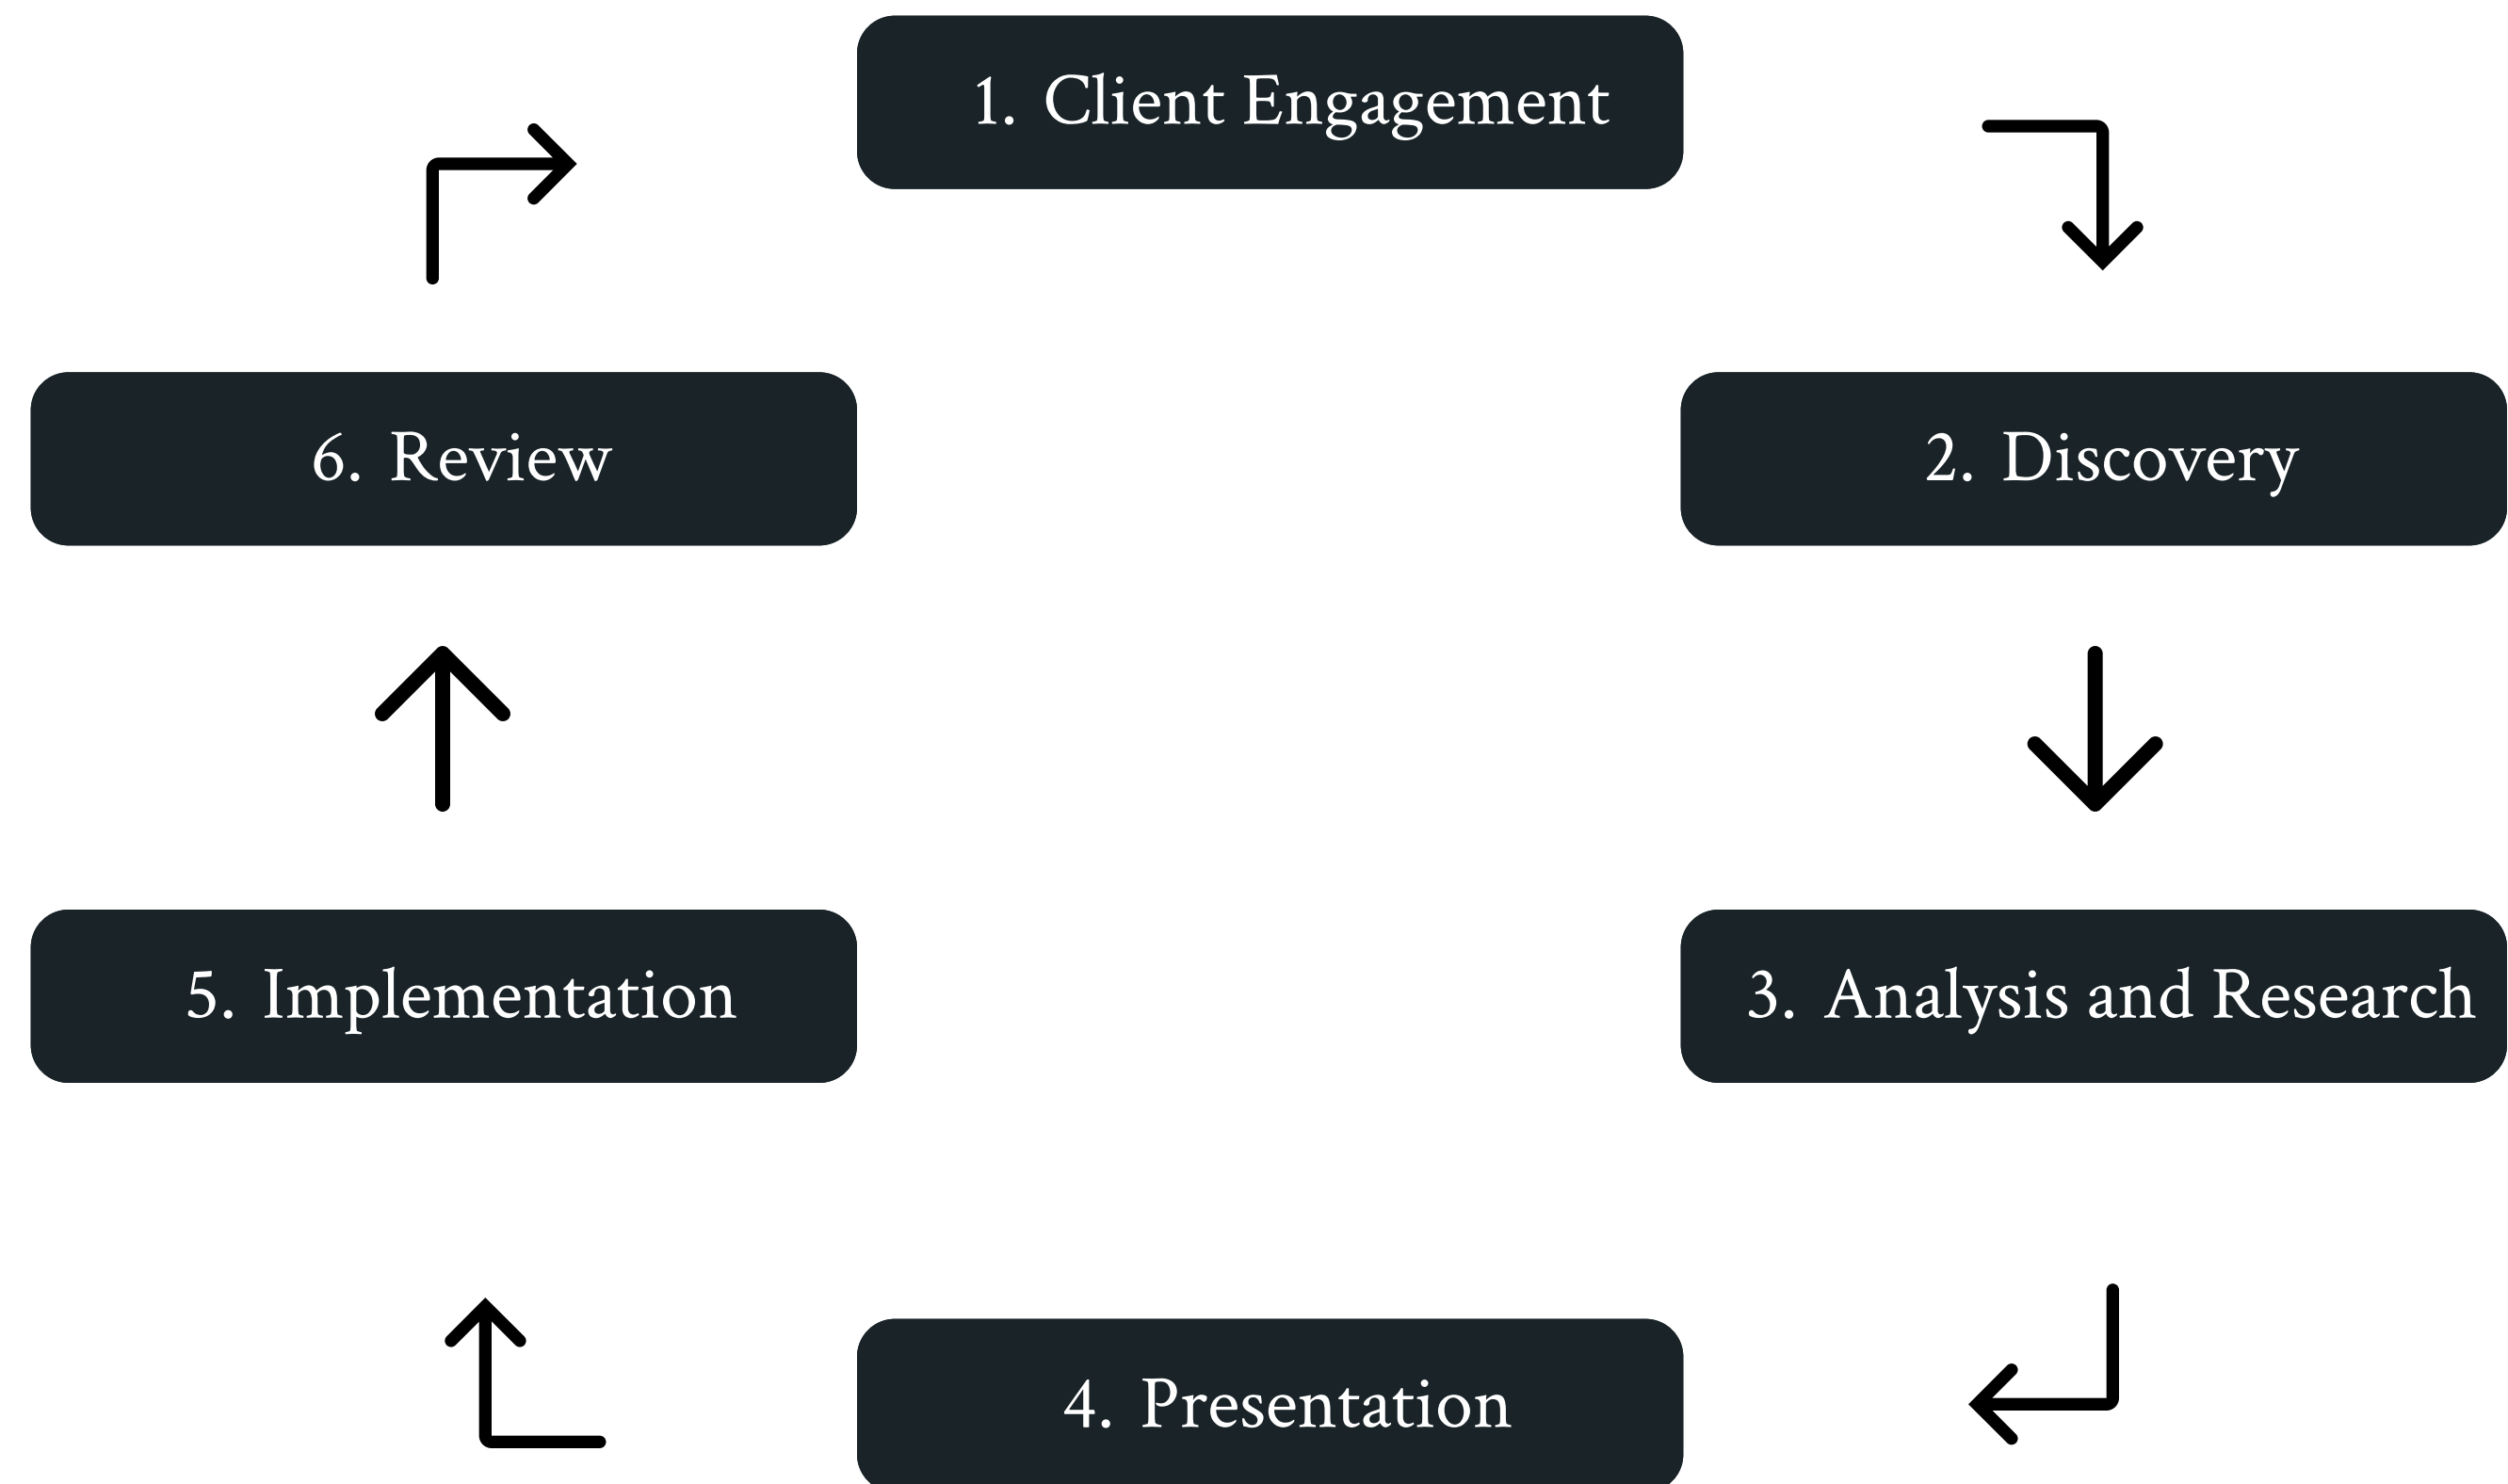 1. Client Engagement
2. Discovery
3. Analysis and Research
4. Presentation
5. Implementation
6. Review